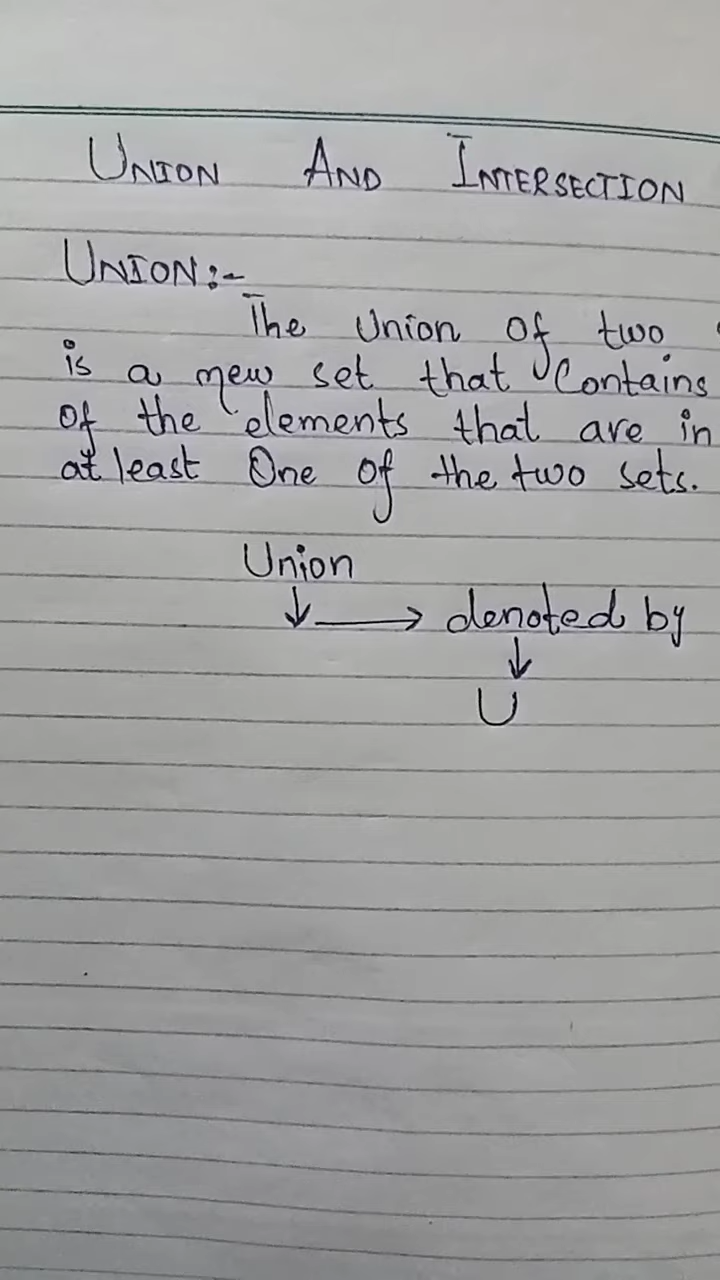 UNION AND INTERSECTION
UNION:-
The Union Of two
is a new set that Contains
of the elements that are in
at least One of the two sets.
Union
↓ → denoted by
↓
U